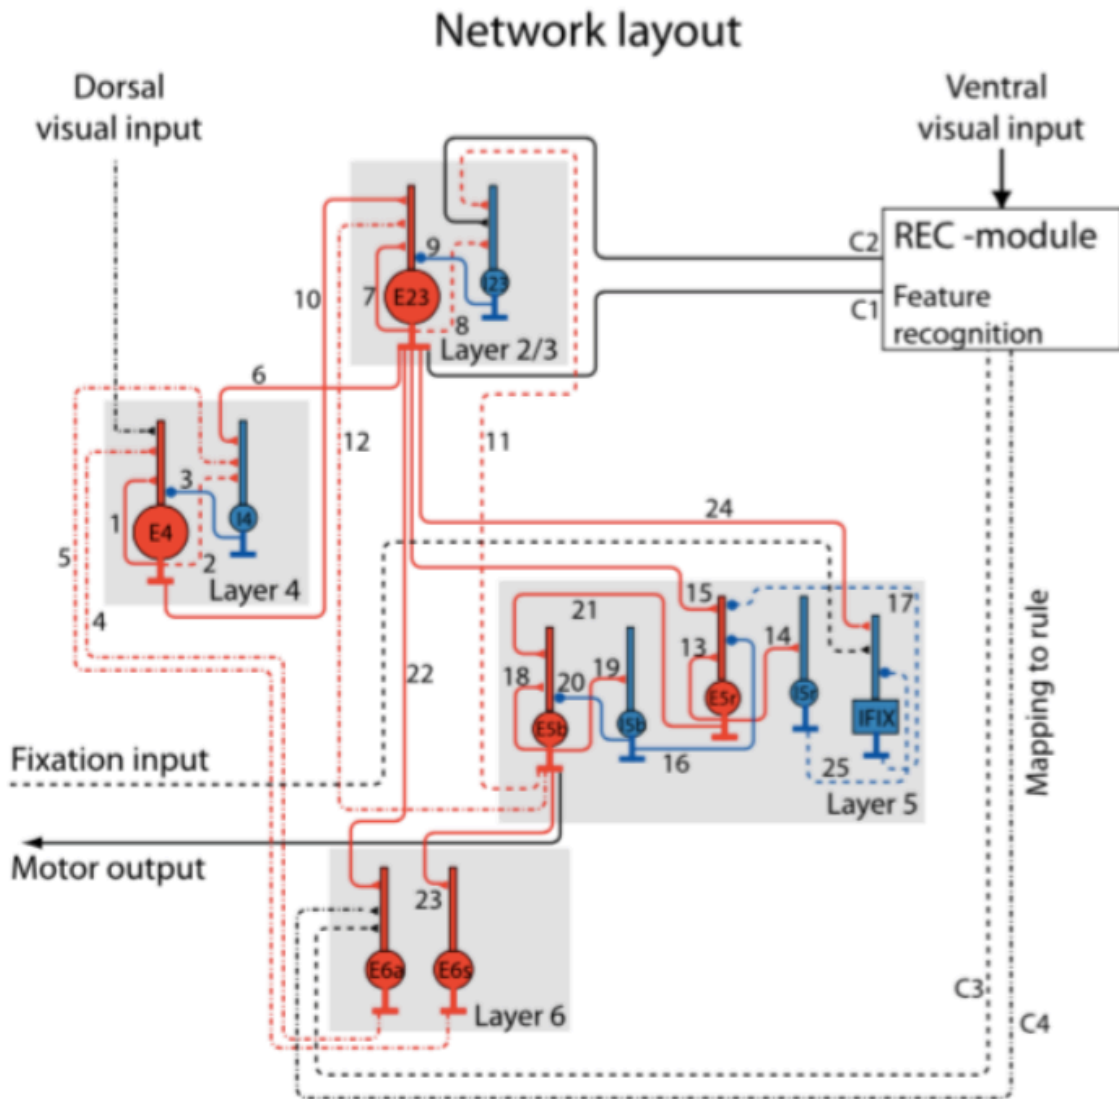 Network layout
Dorsal
visual input
Ventral
visual input
C2
REC -module
C1
Feature
recognition
10
7
9
E23
I23
8
Layer 2/3
6
12
11
3
1
E4
I4
5
2
Layer 4
4
24
21
15
17
14
13
18
20
19
E5r
I5r
E5b
I5b
IFIX
22
16
25
Layer 5
Fixation input
Motor output
Mapping to rule
23
E6a
E6s
Layer 6
C3
C4